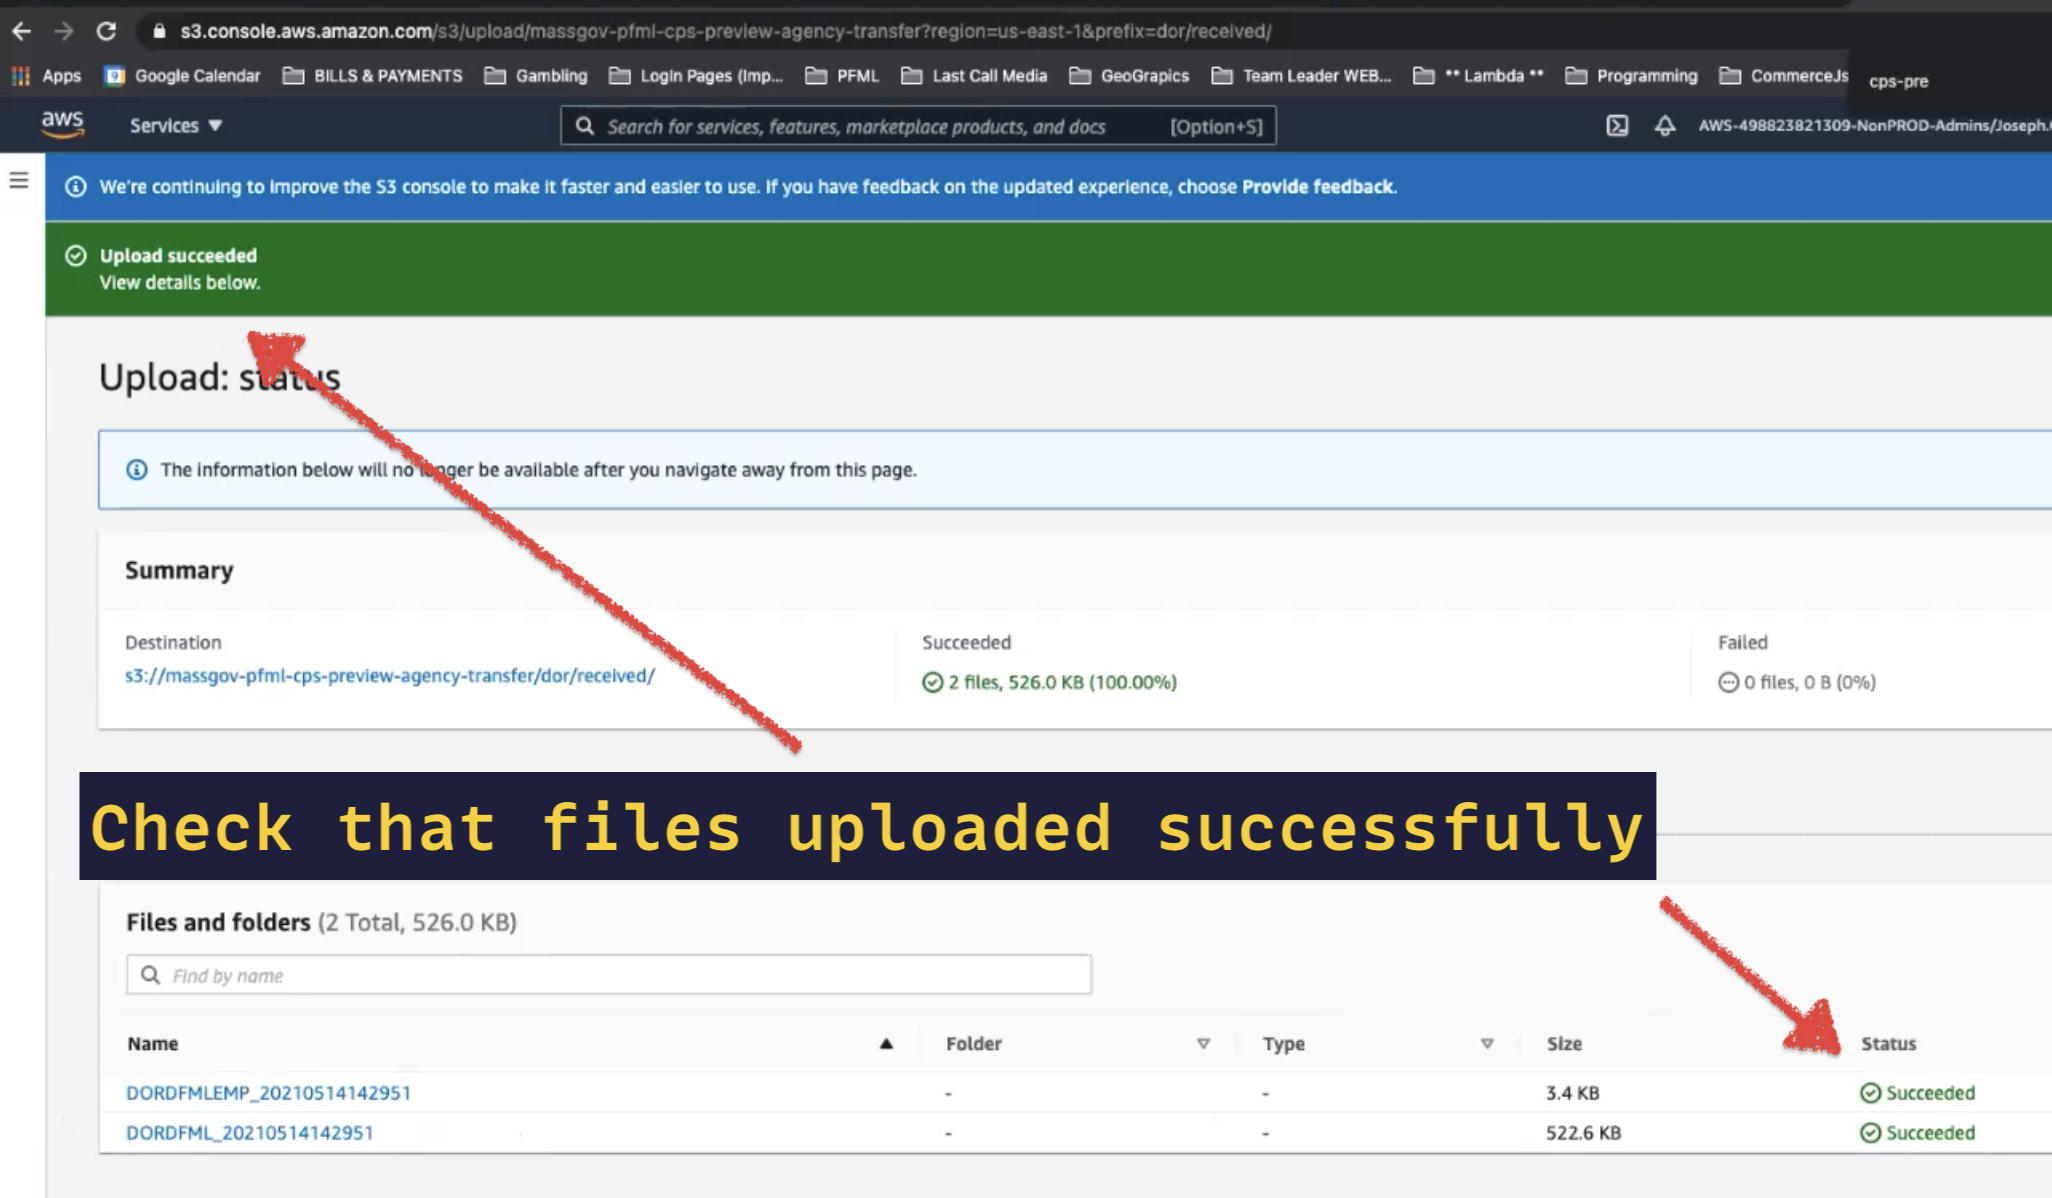 s3.console.aws.amazon.com/s3/upload/massgov-pfml-cps-preview-agency-transfer?region=us-east-1&prefix=dor/received/
Apps 9 Google Calendar BILLS & PAYMENTS Gambling LogIn Pages (Imp... PFML Last Call Media GeoGrapics Team Leader WEB... ** Lambda ** Programming CommerceJs cps-pre
aws Services ▼ Search for services, features, marketplace products, and docs [Option+S] AWS-498823821309-NonPROD-Admins/Joseph.
We're continuing to improve the S3 console to make it faster and easier to use. If you have feedback on the updated experience, choose Provide feedback.
Upload succeeded
View details below.
Upload: status
The information below will no longer be available after you navigate away from this page.
Summary
Destination Succeeded Failed
s3://massgov-pfml-cps-preview-agency-transfer/dor/received/ 2 files, 526.0 KB (100.00%) 0 files, 0 B (0%)
Check that files uploaded successfully
Files and folders (2 Total, 526.0 KB)
Find by name
Name Folder Type Size Status
DORDFMLEMP_20210514142951 - - 3.4 KB Succeeded
DORDFML_20210514142951 - - 522.6 KB Succeeded